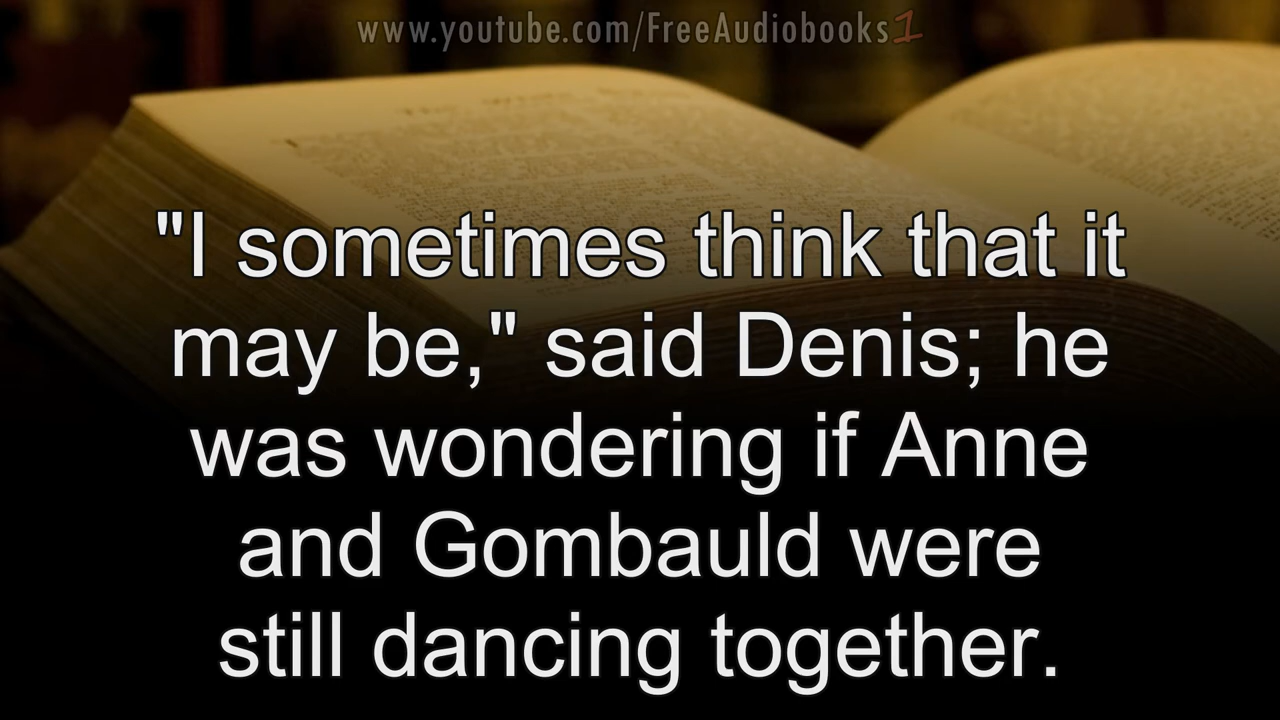 www.youtube.com/FreeAudiobooks1
"I sometimes think that it
may be," said Denis; he
was wondering if Anne
and Gombauld were
still dancing together.